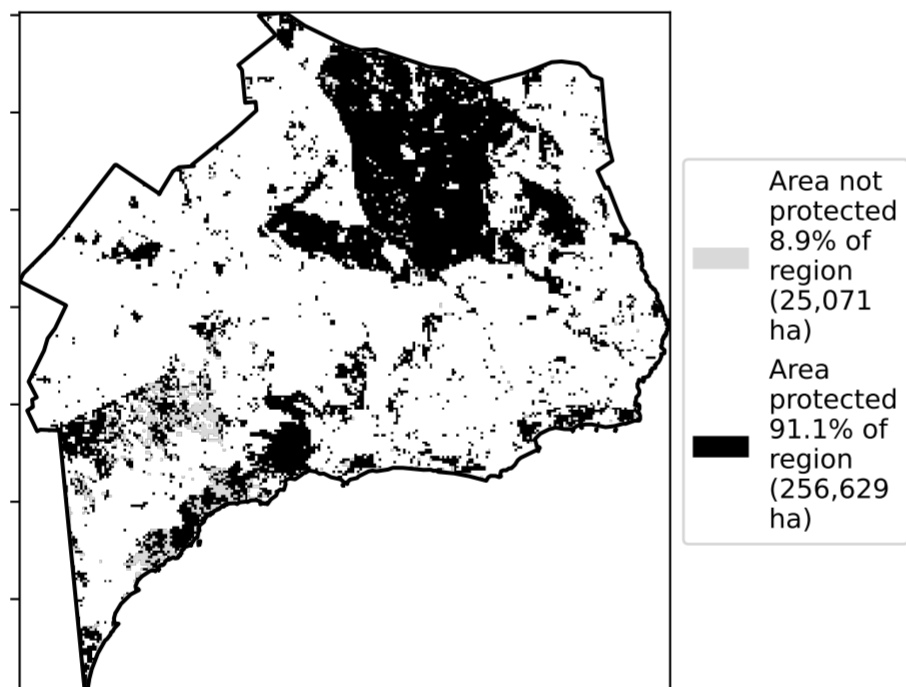 Area not
protected
8.9% of
region
(25,071
ha)
Area
protected
91.1% of
region
(256,629
ha)